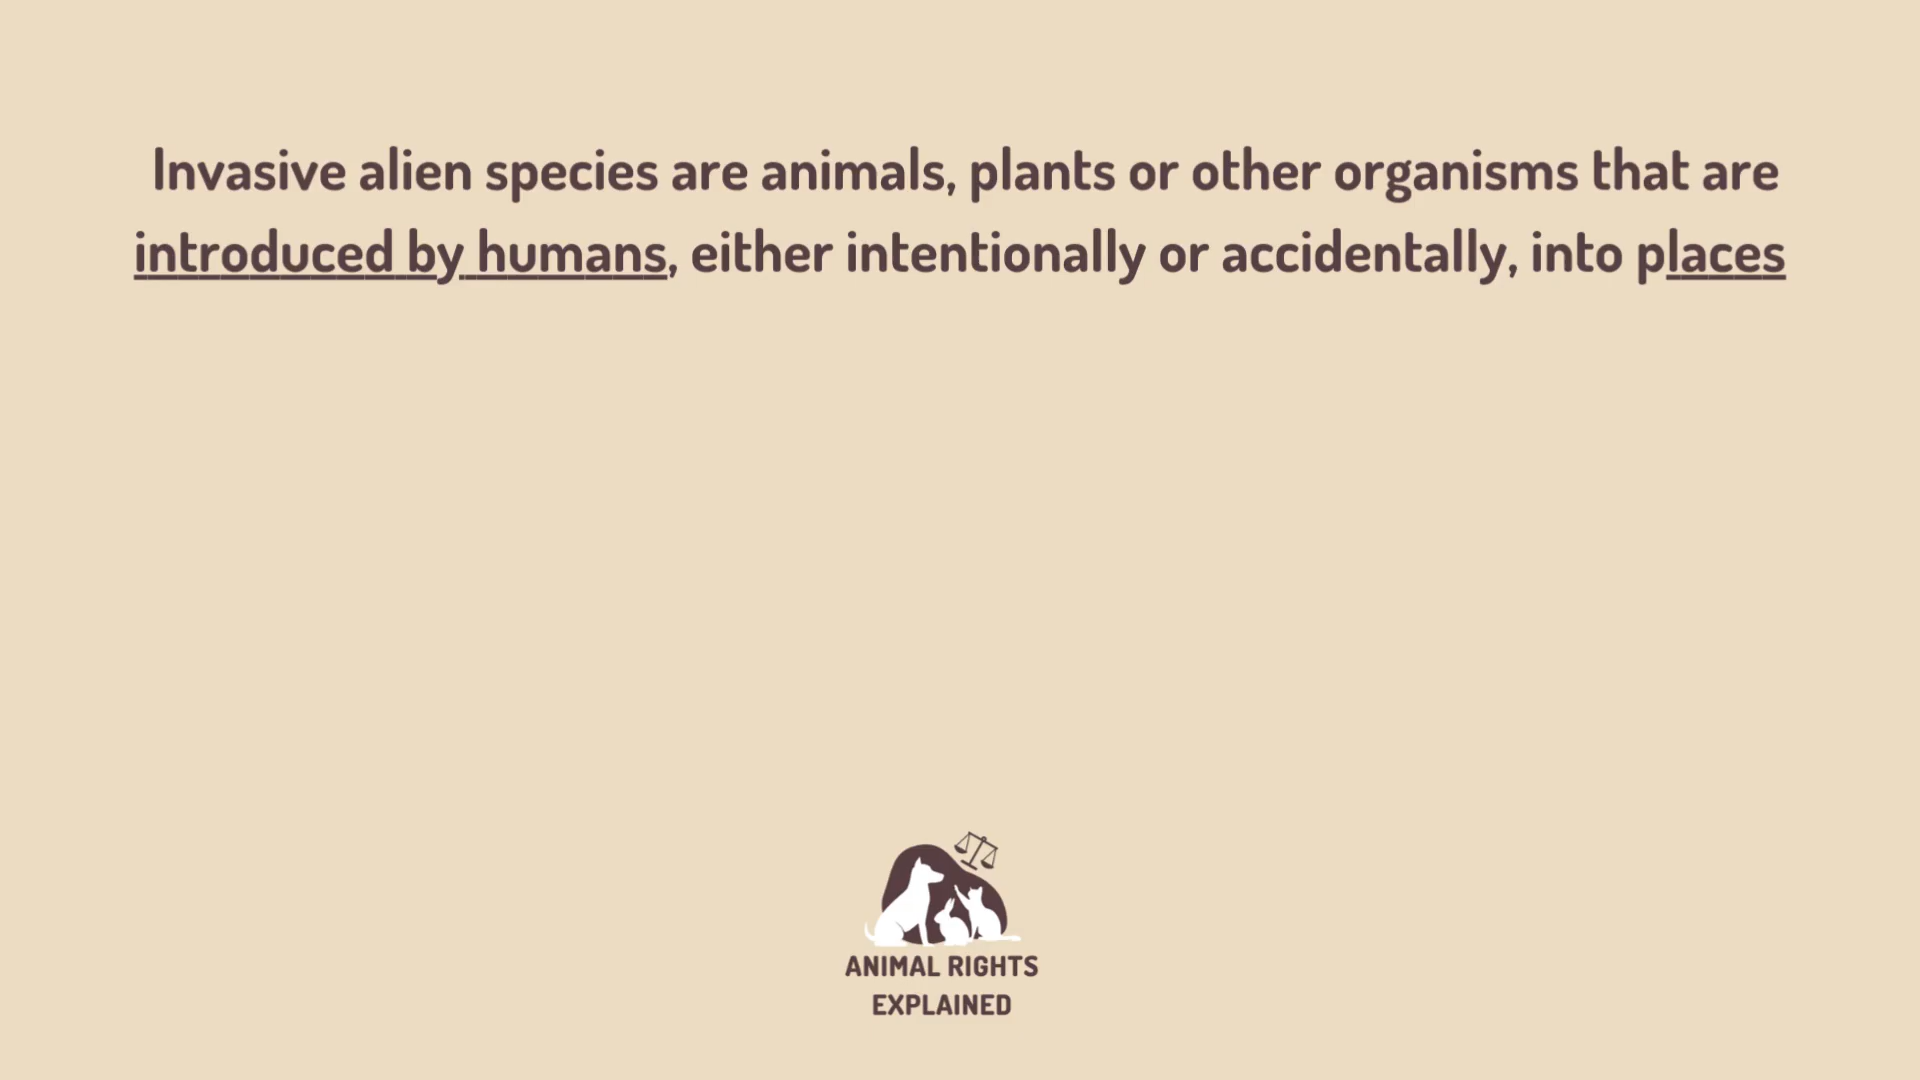 Invasive alien species are animals, plants or other organisms that are
introduced by humans, either intentionally or accidentally, into places
ANIMAL RIGHTS
EXPLAINED